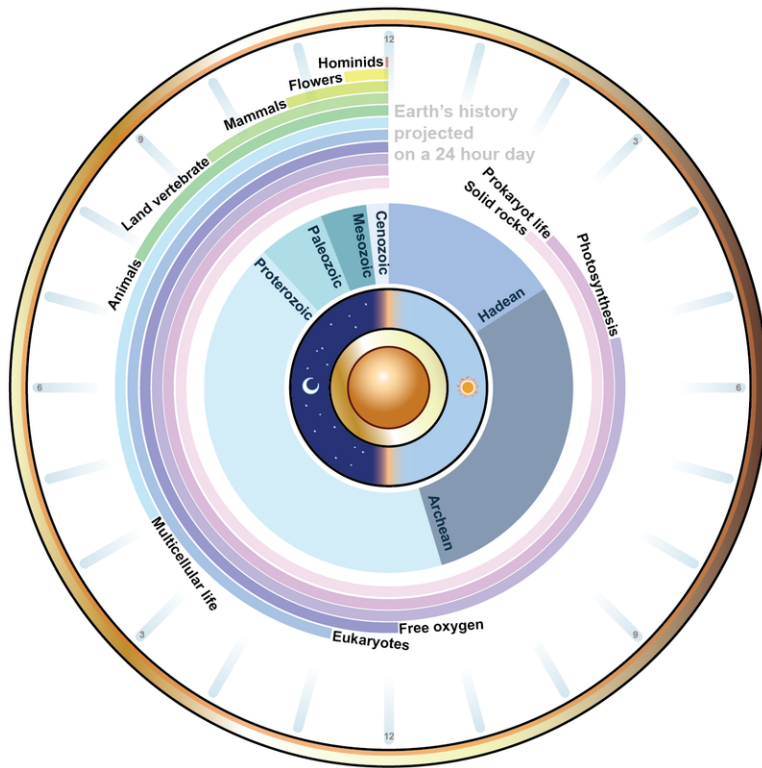 12
Hominids
Flowers
Mammals
Land vertebrate
Animals
Earth's history
projected
on a 24 hour day
9
3
Prokaryot life
Solid rocks
Photosynthesis
Cenozoic
Mesozoic
Paleozoic
Proterozoic
Hadean
6
6
Archean
Multicellular life
Free oxygen
Eukaryotes
3
9
12